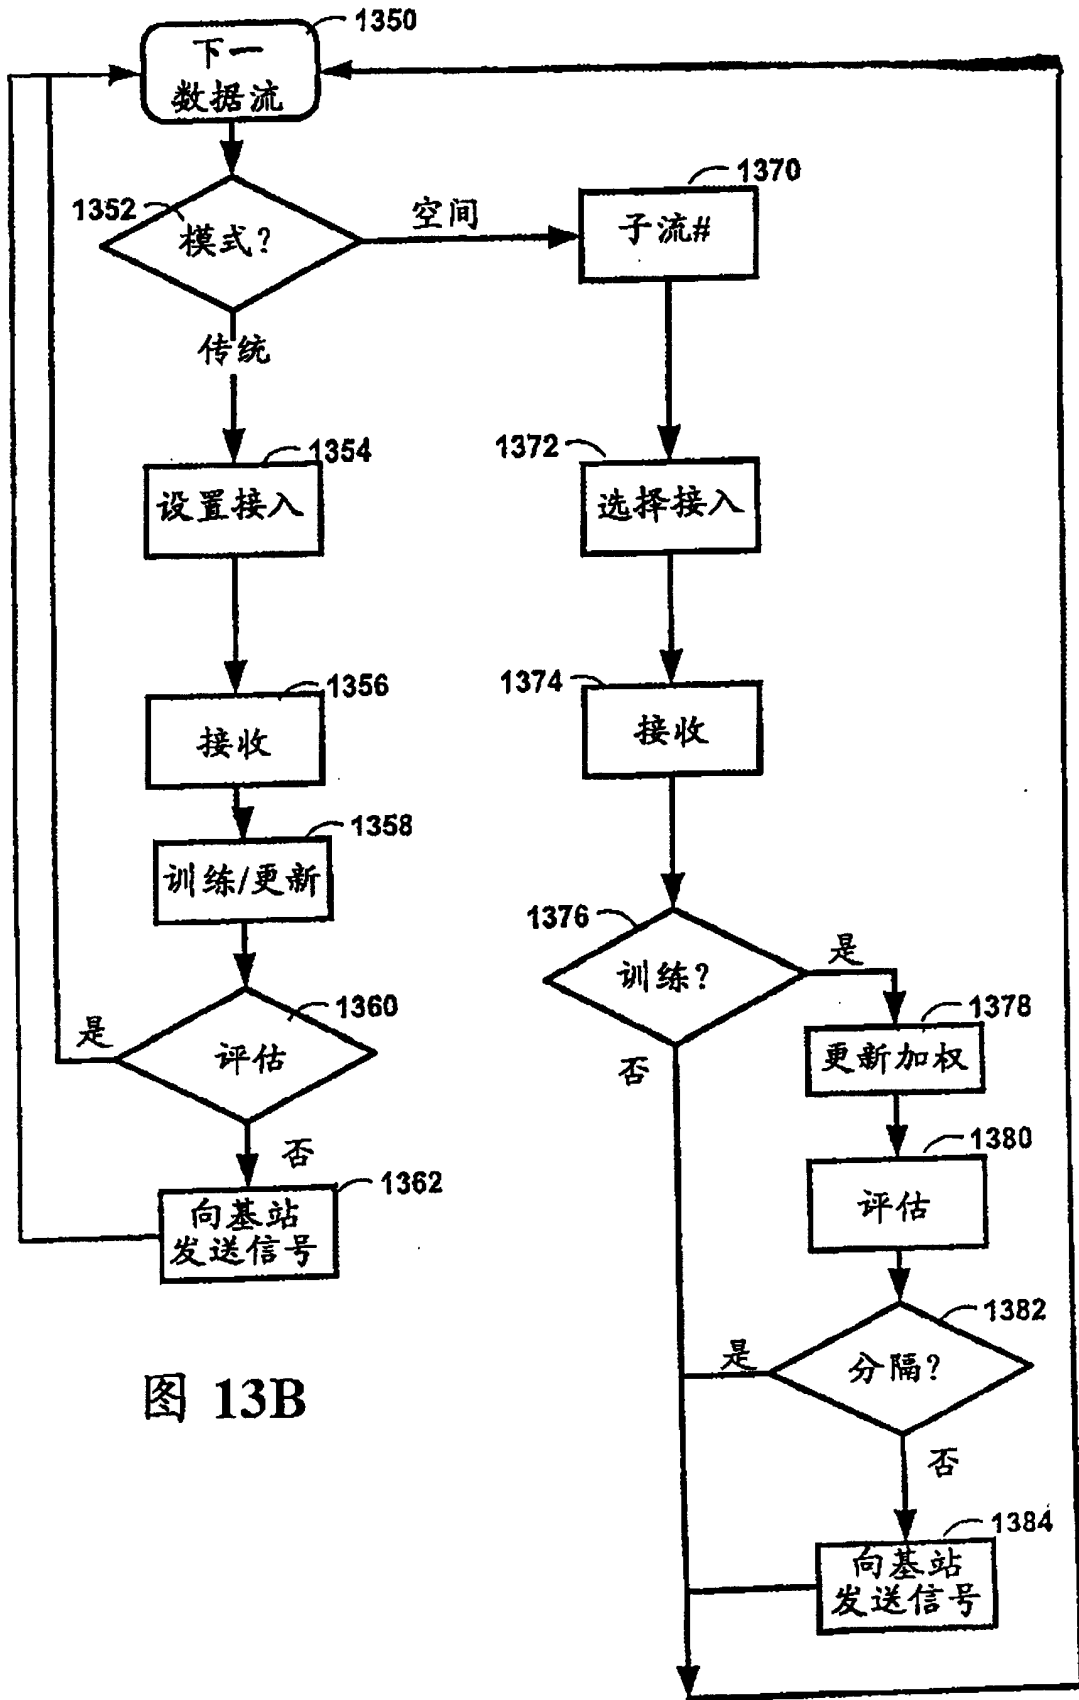 1350
下一
数据流
1352
模式?
空间
1370
子流#
传统
1354
设置接入
1372
选择接入
1356
接收
1374
接收
1358
训练/更新
1376
训练?
是
1378
更新加权
否
1360
评估
是
否
1380
评估
1362
向基站
发送信号
1382
分隔?
是
否
1384
向基站
发送信号
图 13B